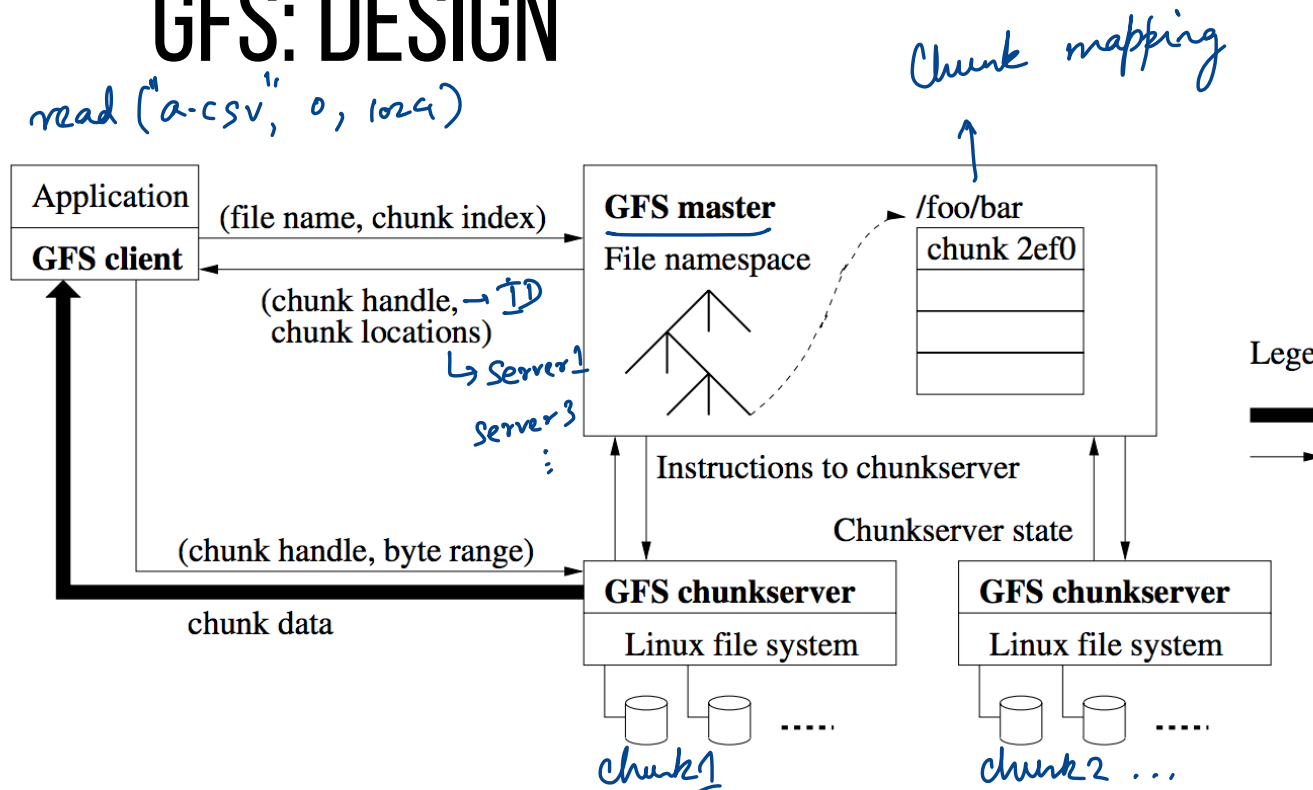 GFS: DESIGN
read ("a.csv", 0, 1024)
Chunk mapping
Application
GFS client
(file name, chunk index)
(chunk handle, → ID
chunk locations)
↳ Server1
Server3
⋮
GFS master
File namespace
/foo/bar
chunk 2ef0
Lege
Instructions to chunkserver
Chunkserver state
(chunk handle, byte range)
chunk data
GFS chunkserver
Linux file system
GFS chunkserver
Linux file system
chunk1
chunk2 ...